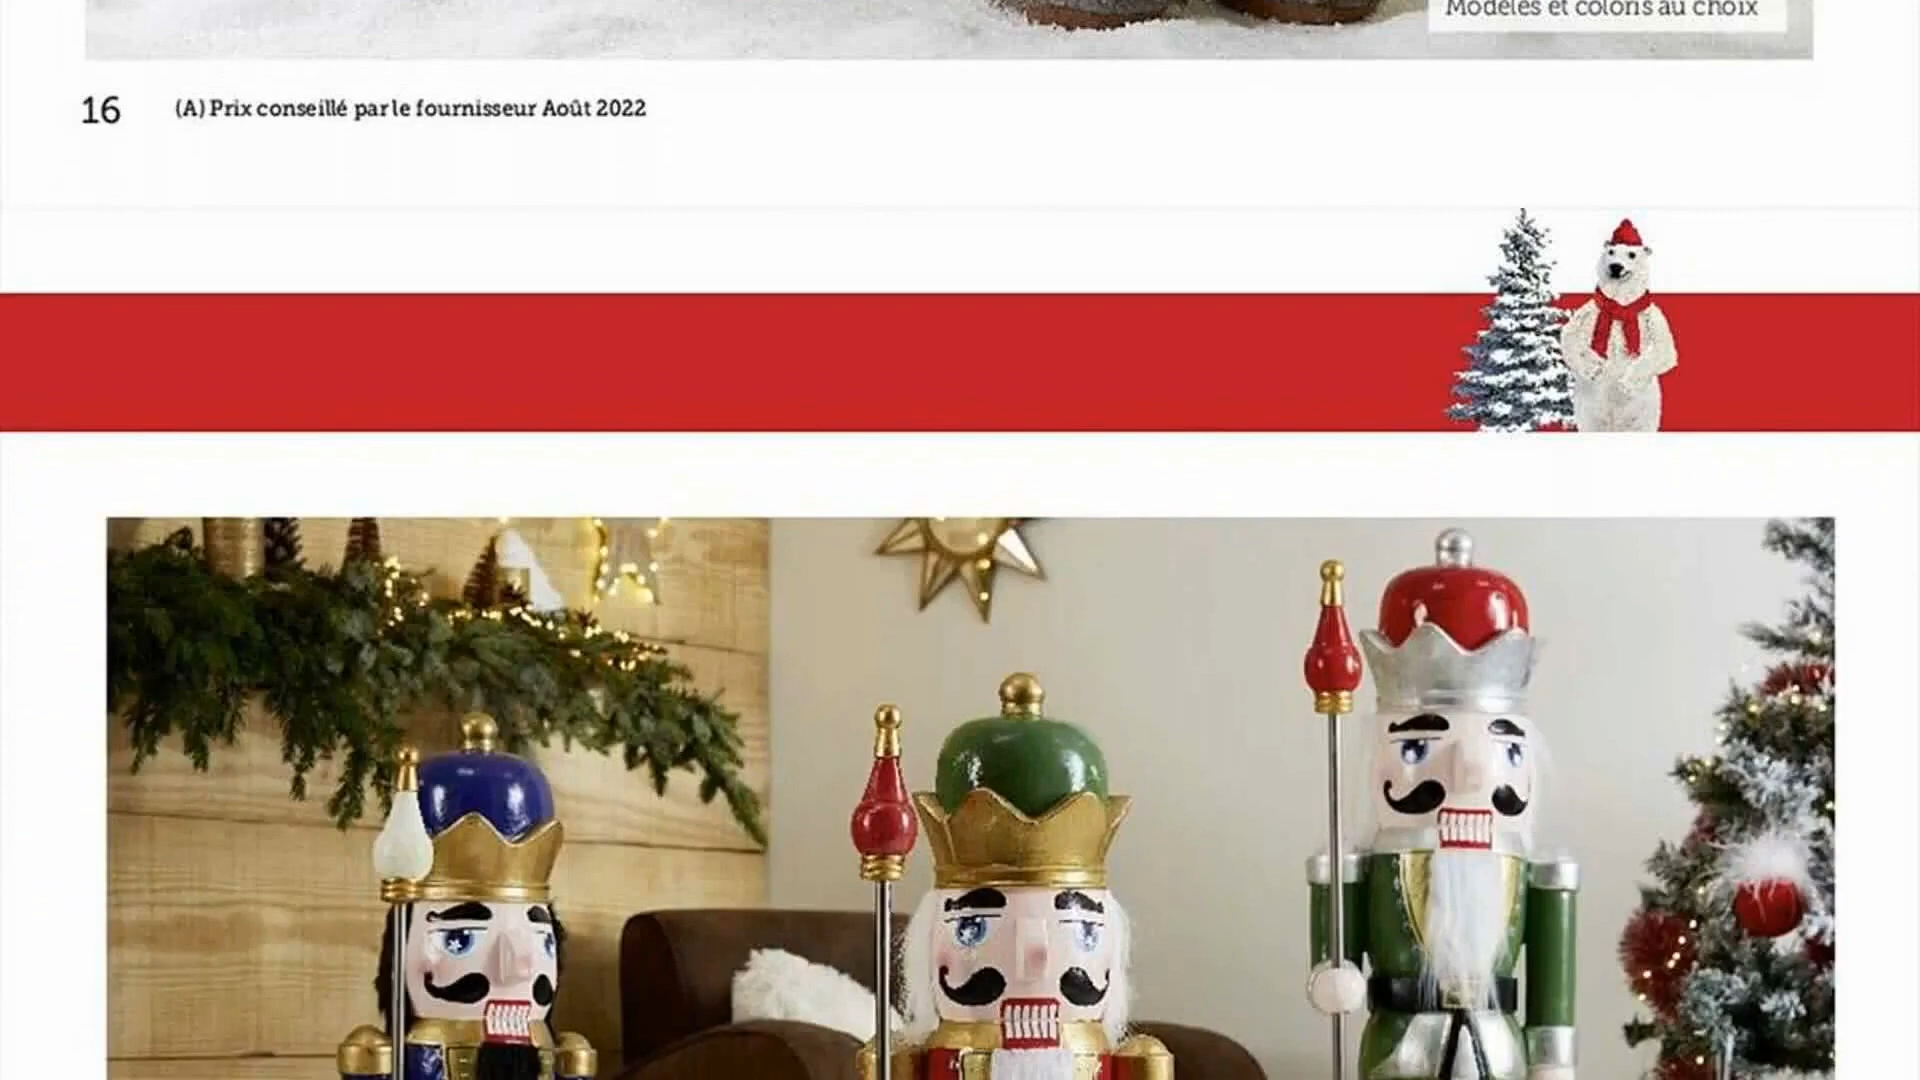 Modèles et coloris au choix
16 (A) Prix conseillé par le fournisseur Août 2022